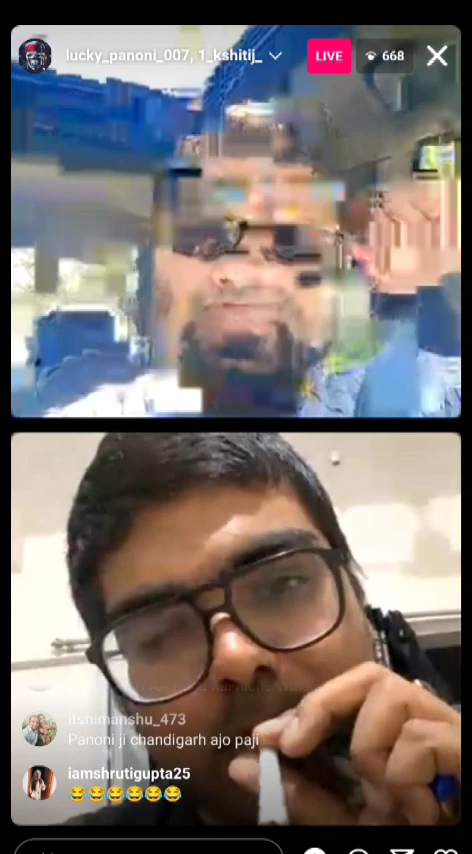 lucky_panoni_007, 1_kshitij_
LIVE
668
itshimanshu_473
Panoni ji chandigarh ajo paji
iamshrutigupta25
😂😂😂😂😂😂